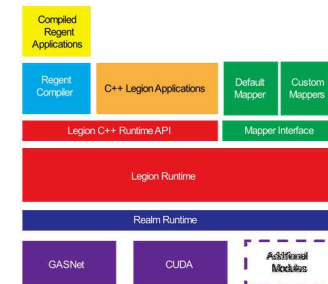 Compiled
Regent
Applications
Regent
Compiler
C++ Legion Applications
Default
Mapper
Custom
Mappers
Legion C++ Runtime API
Mapper Interface
Legion Runtime
Realm Runtime
GASNet
CUDA
Additional
Modules